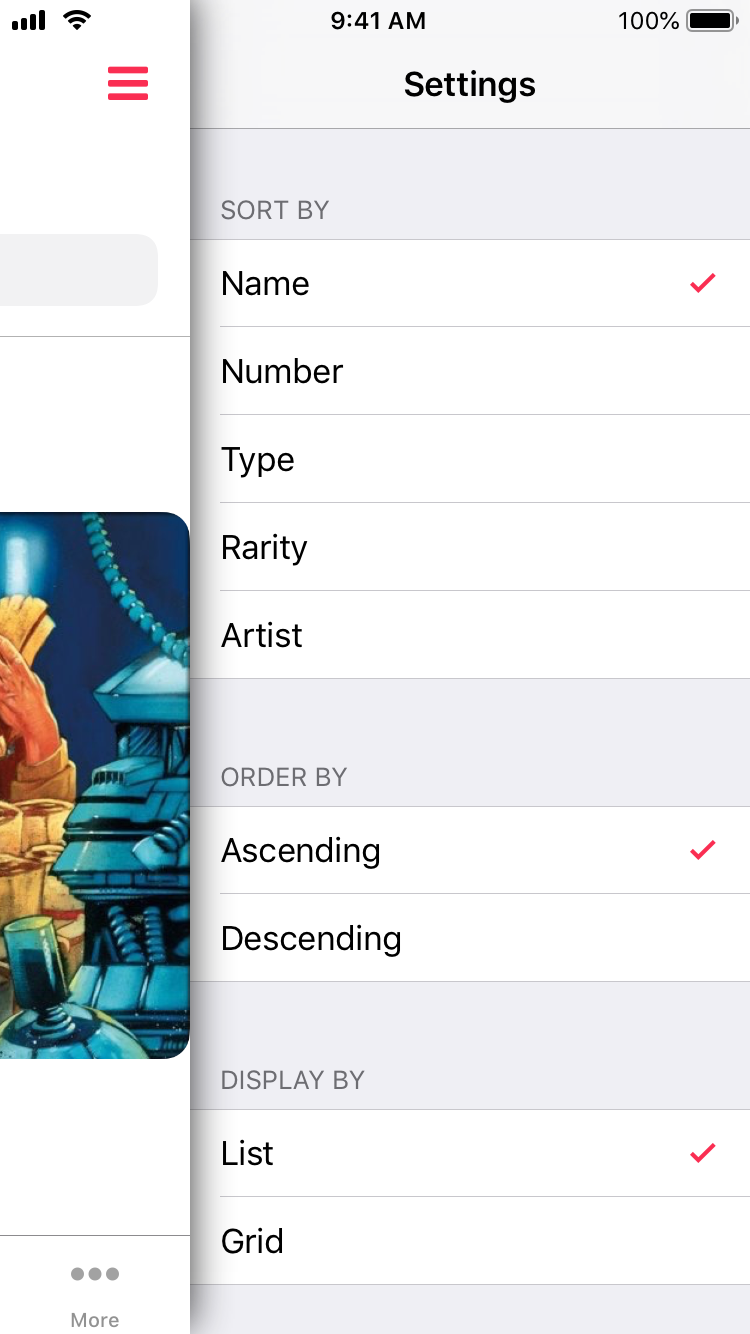 9:41 AM
100%
Settings
SORT BY
Name
Number
Type
Rarity
Artist
ORDER BY
Ascending
Descending
DISPLAY BY
List
Grid
More